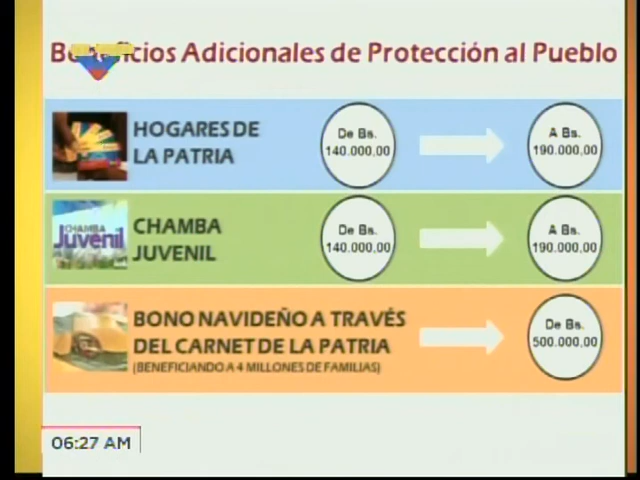 Beneficios Adicionales de Protección al Pueblo
HOGARES DE
LA PATRIA
De Bs.
140.000,00
A Bs.
190.000,00
CHAMBA
Juvenil
CHAMBA
JUVENIL
De Bs.
140.000,00
A Bs.
190.000,00
BONO NAVIDEÑO A TRAVÉS
DEL CARNET DE LA PATRIA
(BENEFICIANDO A 4 MILLONES DE FAMILIAS)
De Bs.
500.000,00
06:27 AM